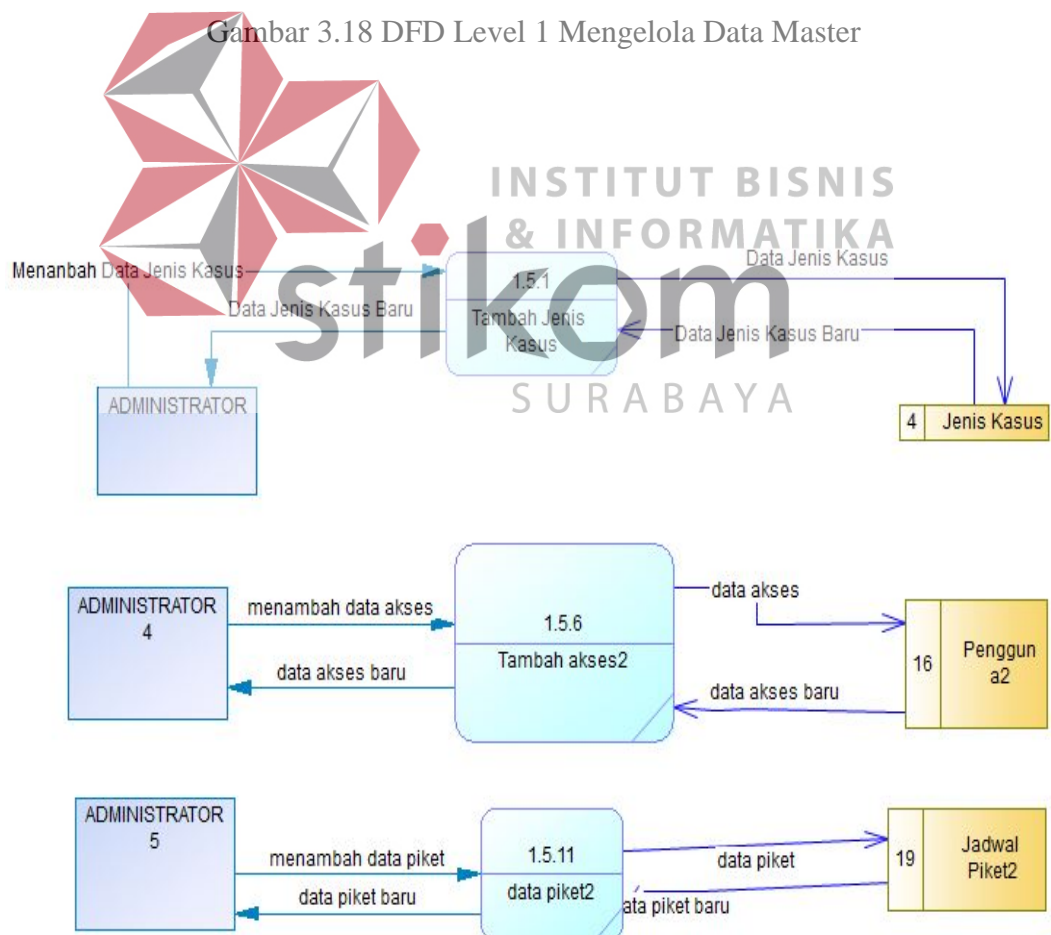 Gambar 3.18 DFD Level 1 Mengelola Data Master
INSTITUT BISNIS
& INFORMATIKA
stikom
SURABAYA
Menanbah Data Jenis Kasus
Data Jenis Kasus Baru
ADMINISTRATOR
1.5.1
Tambah Jenis
Kasus
Data Jenis Kasus
Data Jenis Kasus Baru
4
Jenis Kasus
ADMINISTRATOR
4
menambah data akses
data akses baru
1.5.6
Tambah akses2
data akses
data akses baru
16
Penggun
a2
ADMINISTRATOR
5
menambah data piket
data piket baru
1.5.11
data piket2
data piket
ata piket baru
19
Jadwal
Piket2